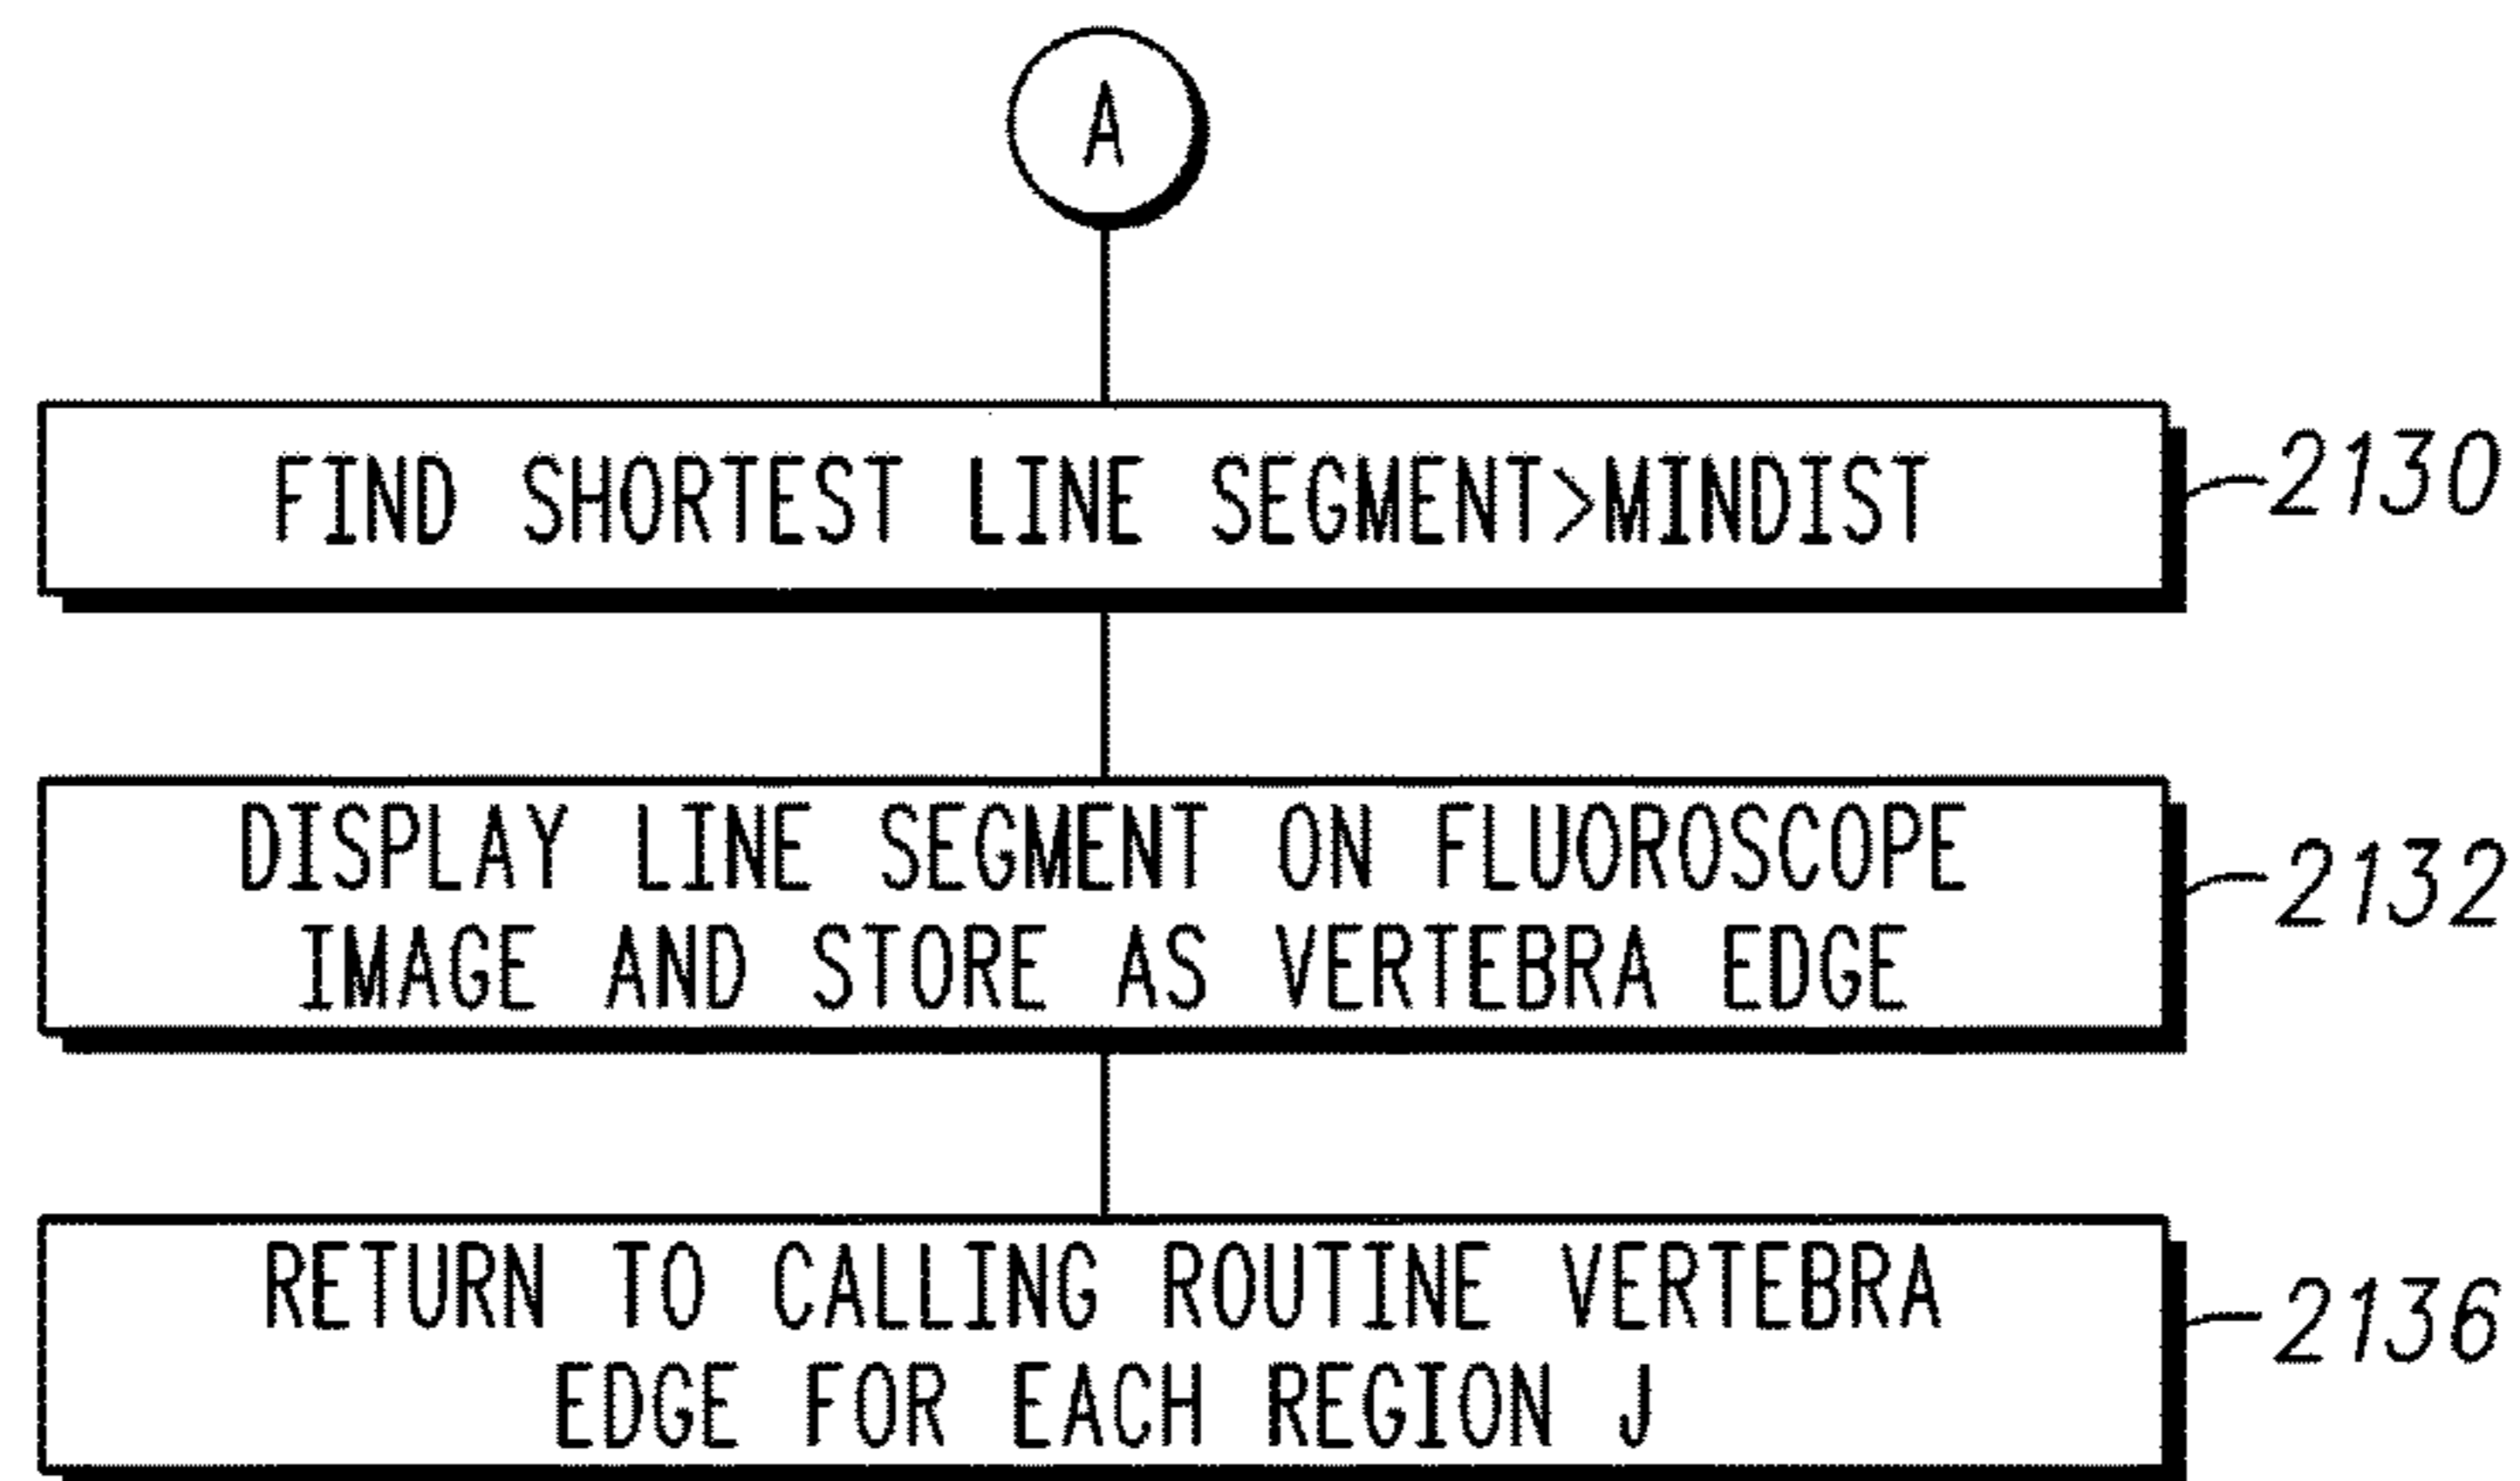 A
FIND SHORTEST LINE SEGMENT>MINDIST
2130
DISPLAY LINE SEGMENT ON FLUOROSCOPE
IMAGE AND STORE AS VERTEBRA EDGE
2132
RETURN TO CALLING ROUTINE VERTEBRA
EDGE FOR EACH REGION J
2136